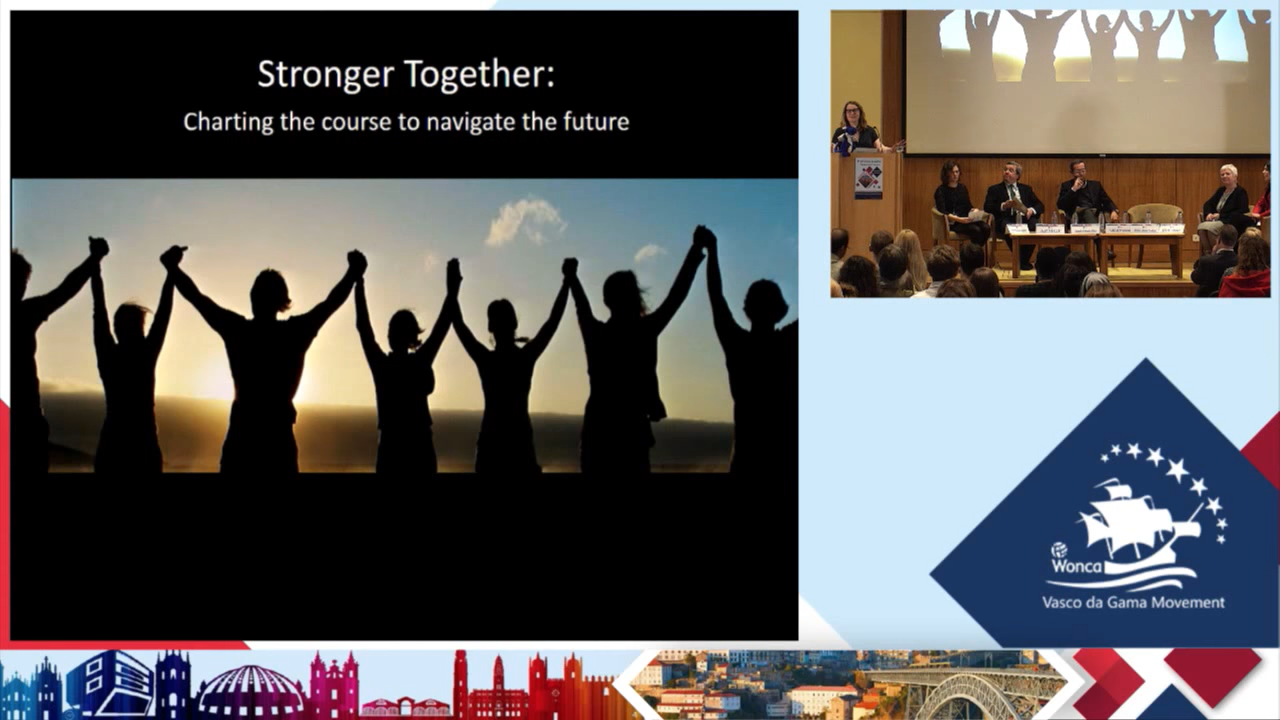 Stronger Together:
Charting the course to navigate the future
Wonca
Vasco da Gama Movement